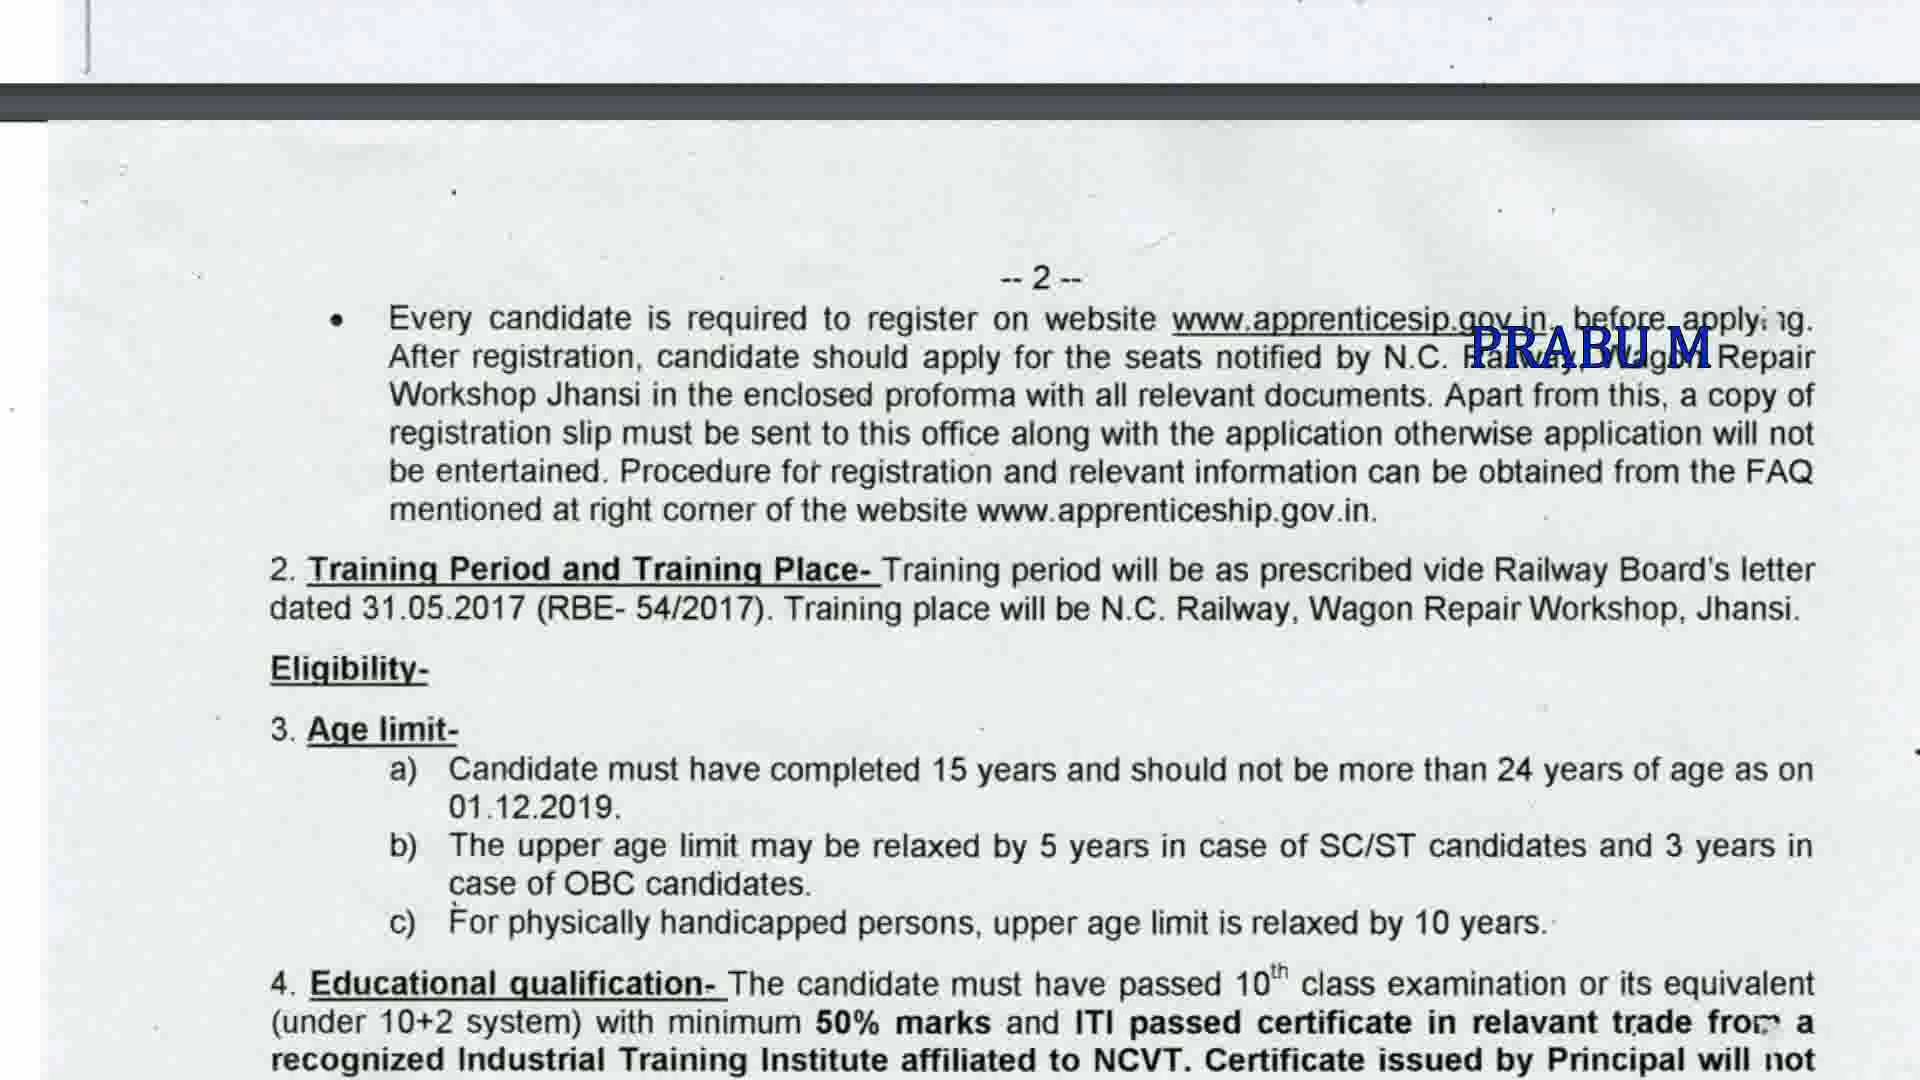 -- 2 --
• Every candidate is required to register on website www.apprenticesip.gov.in. before applying.
PRABU M
After registration, candidate should apply for the seats notified by N.C. Railway, Wagon Repair
Workshop Jhansi in the enclosed proforma with all relevant documents. Apart from this, a copy of
registration slip must be sent to this office along with the application otherwise application will not
be entertained. Procedure for registration and relevant information can be obtained from the FAQ
mentioned at right corner of the website www.apprenticeship.gov.in.
2. Training Period and Training Place- Training period will be as prescribed vide Railway Board's letter
dated 31.05.2017 (RBE- 54/2017). Training place will be N.C. Railway, Wagon Repair Workshop, Jhansi.
Eligibility-
3. Age limit-
a) Candidate must have completed 15 years and should not be more than 24 years of age as on
01.12.2019.
b) The upper age limit may be relaxed by 5 years in case of SC/ST candidates and 3 years in
case of OBC candidates.
c) For physically handicapped persons, upper age limit is relaxed by 10 years.
4. Educational qualification- The candidate must have passed 10th class examination or its equivalent
(under 10+2 system) with minimum 50% marks and ITI passed certificate in relavant trade from a
recognized Industrial Training Institute affiliated to NCVT. Certificate issued by Principal will not